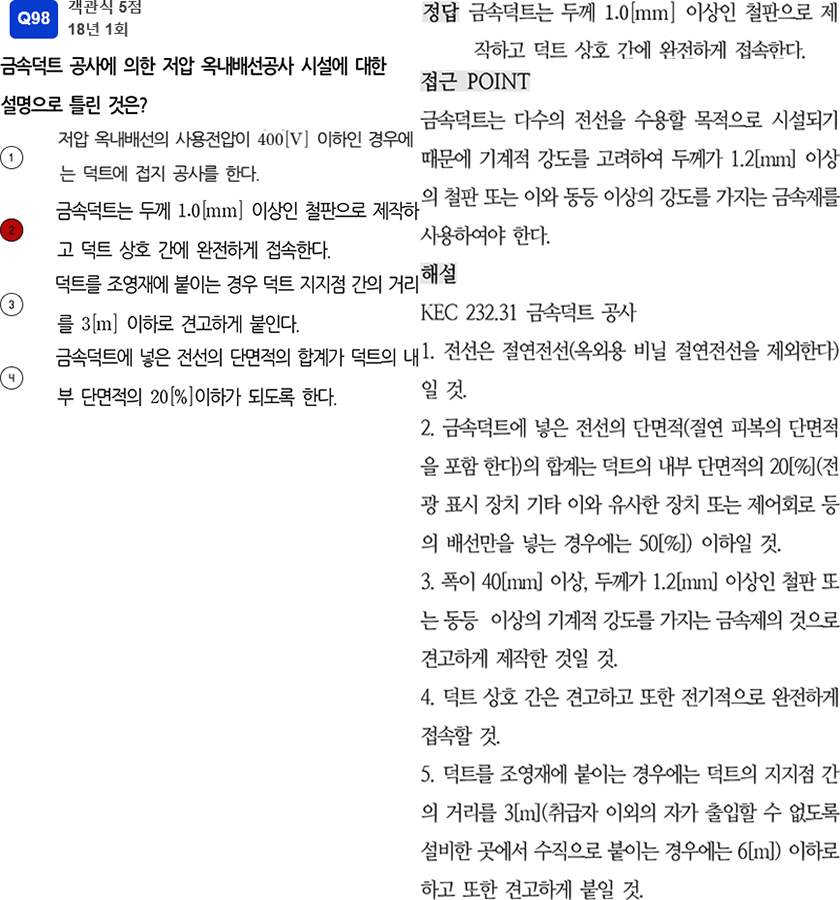 Q98
객관식 5점
18년 1회
금속덕트 공사에 의한 저압 옥내배선공사 시설에 대한
설명으로 틀린 것은?
1 저압 옥내배선의 사용전압이 400[V] 이하인 경우에
는 덕트에 접지 공사를 한다.
2 금속덕트는 두께 1.0[mm] 이상인 철판으로 제작하
고 덕트 상호 간에 완전하게 접속한다.
3 덕트를 조영재에 붙이는 경우 덕트 지지점 간의 거리
를 3[m] 이하로 견고하게 붙인다.
4 금속덕트에 넣은 전선의 단면적의 합계가 덕트의 내
부 단면적의 20[%]이하가 되도록 한다.
정답 금속덕트는 두께 1.0[mm] 이상인 철판으로 제
작하고 덕트 상호 간에 완전하게 접속한다.
접근 POINT
금속덕트는 다수의 전선을 수용할 목적으로 시설되기
때문에 기계적 강도를 고려하여 두께가 1.2[mm] 이상
의 철판 또는 이와 동등 이상의 강도를 가지는 금속제를
사용하여야 한다.
해설
KEC 232.31 금속덕트 공사
1. 전선은 절연전선(옥외용 비닐 절연전선을 제외한다)
일 것.
2. 금속덕트에 넣은 전선의 단면적(절연 피복의 단면적
을 포함 한다)의 합계는 덕트의 내부 단면적의 20[%](전
광 표시 장치 기타 이와 유사한 장치 또는 제어회로 등
의 배선만을 넣는 경우에는 50[%]) 이하일 것.
3. 폭이 40[mm] 이상, 두께가 1.2[mm] 이상인 철판 또
는 동등 이상의 기계적 강도를 가지는 금속제의 것으로
견고하게 제작한 것일 것.
4. 덕트 상호 간은 견고하고 또한 전기적으로 완전하게
접속할 것.
5. 덕트를 조영재에 붙이는 경우에는 덕트의 지지점 간
의 거리를 3[m](취급자 이외의 자가 출입할 수 없도록
설비한 곳에서 수직으로 붙이는 경우에는 6[m]) 이하로
하고 또한 견고하게 붙일 것.